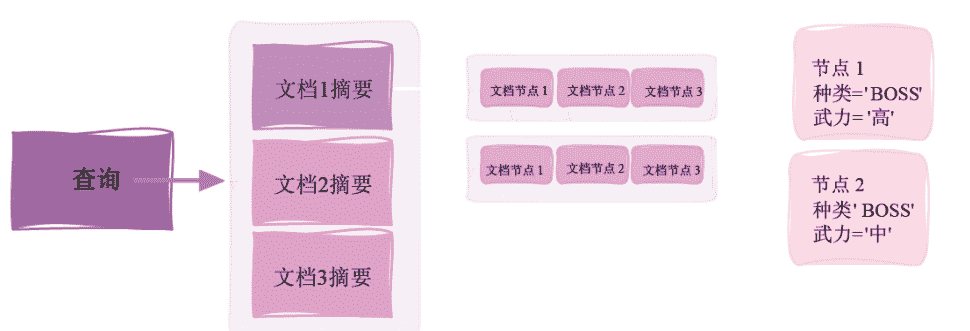 查询
文档1摘要
文档2摘要
文档3摘要
文档节点 1
文档节点 2
文档节点 3
文档节点 1
文档节点 2
文档节点 3
节点 1
种类='BOSS'
武力= '高'
节点 2
种类' BOSS'
武力='中'